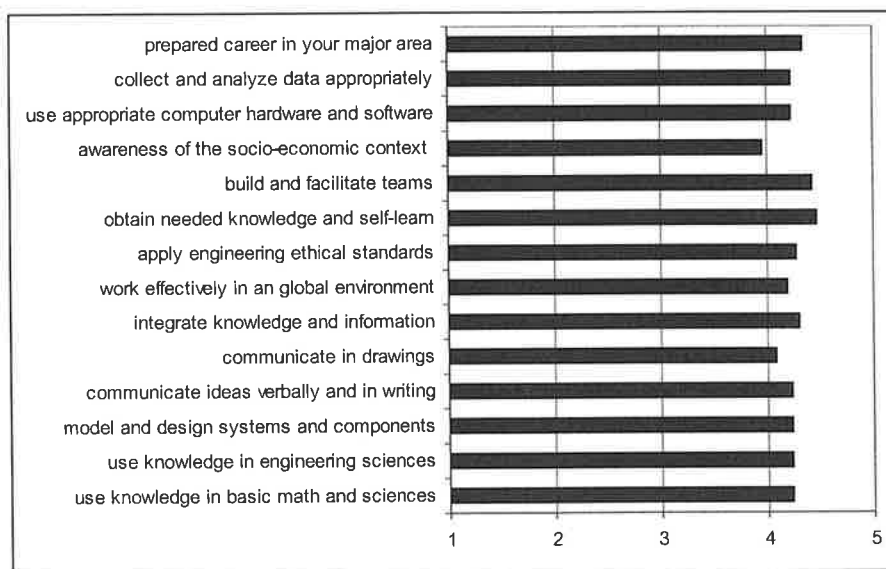 prepared career in your major area
collect and analyze data appropriately
use appropriate computer hardware and software
awareness of the socio-economic context
build and facilitate teams
obtain needed knowledge and self-learn
apply engineering ethical standards
work effectively in an global environment
integrate knowledge and information
communicate in drawings
communicate ideas verbally and in writing
model and design systems and components
use knowledge in engineering sciences
use knowledge in basic math and sciences
1 2 3 4 5